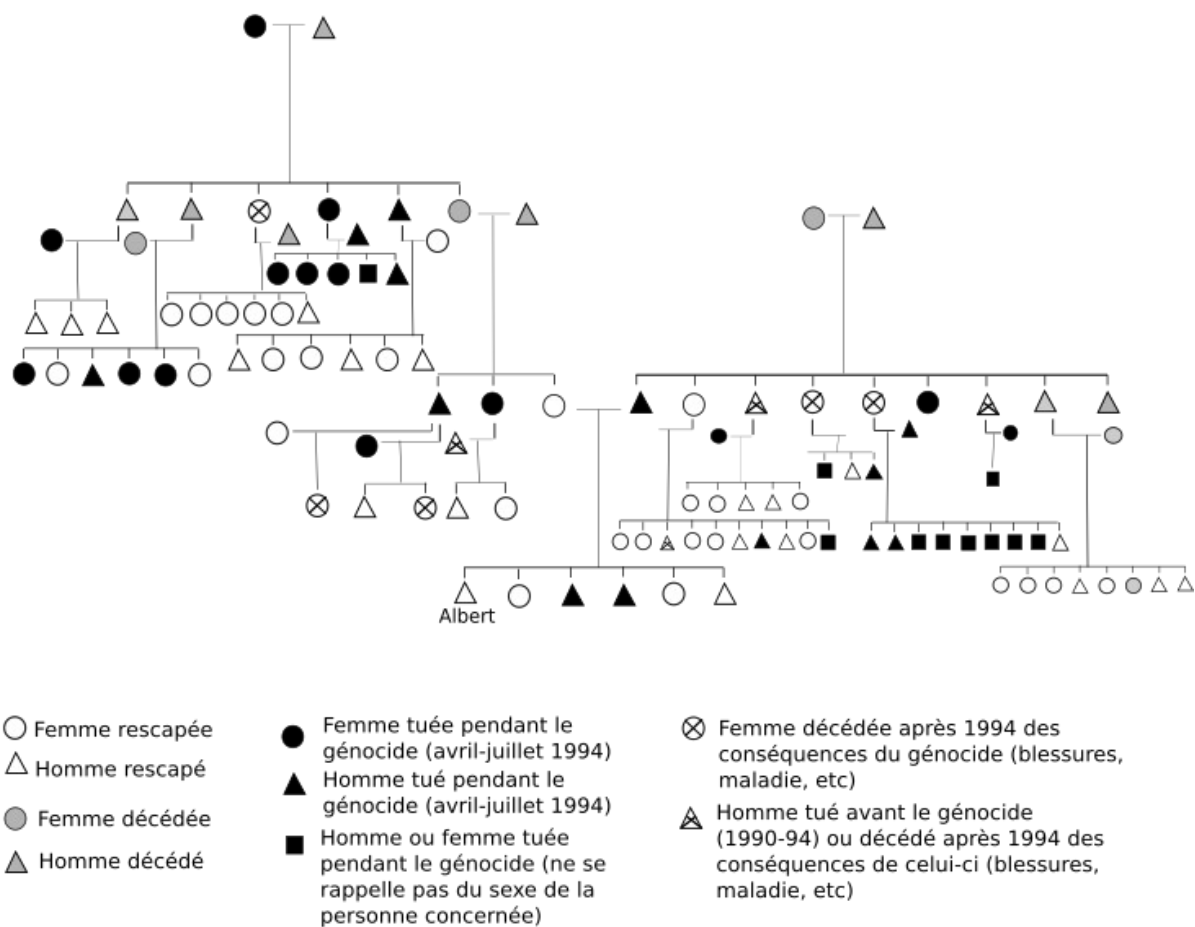 Albert
Femme rescapée
Homme rescapé
Femme décédée
Homme décédé
Femme tuée pendant le
génocide (avril-juillet 1994)
Homme tué pendant le
génocide (avril-juillet 1994)
Homme ou femme tuée
pendant le génocide (ne se
rappelle pas du sexe de la
personne concernée)
Femme décédée après 1994 des
conséquences du génocide (blessures,
maladie, etc)
Homme tué avant le génocide
(1990-94) ou décédé après 1994 des
conséquences de celui-ci (blessures,
maladie, etc)